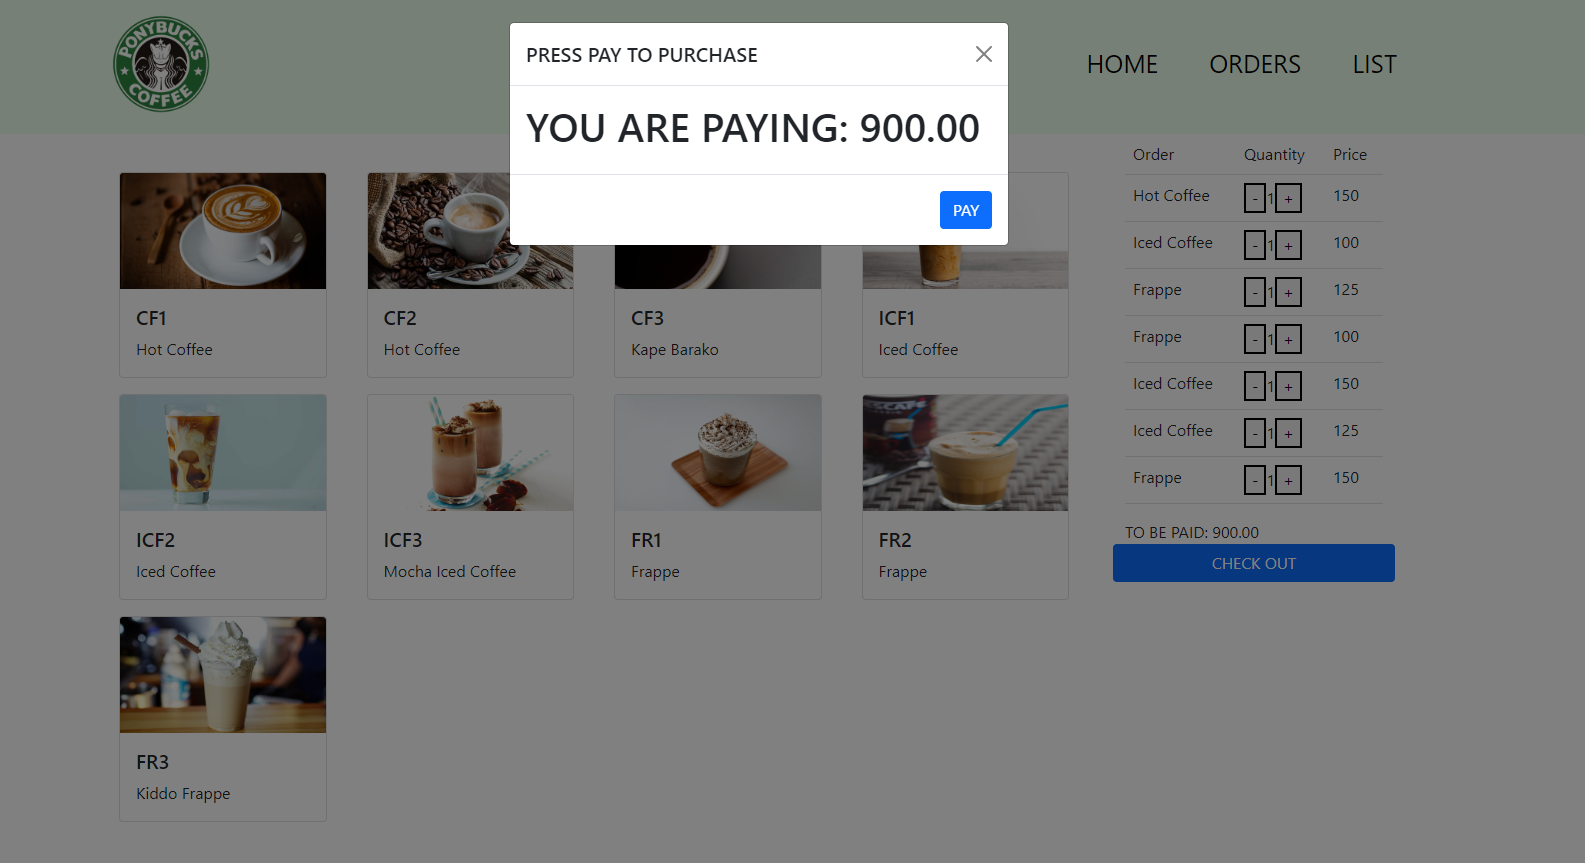 PONYBUCKS
COFFEE
HOME ORDERS LIST
PRESS PAY TO PURCHASE
YOU ARE PAYING: 900.00
PAY
CF1
Hot Coffee
CF2
Hot Coffee
CF3
Kape Barako
ICF1
Iced Coffee
ICF2
Iced Coffee
ICF3
Mocha Iced Coffee
FR1
Frappe
FR2
Frappe
FR3
Kiddo Frappe
Order Quantity Price
Hot Coffee - 1 + 150
Iced Coffee - 1 + 100
Frappe - 1 + 125
Frappe - 1 + 100
Iced Coffee - 1 + 150
Iced Coffee - 1 + 125
Frappe - 1 + 150
TO BE PAID: 900.00
CHECK OUT